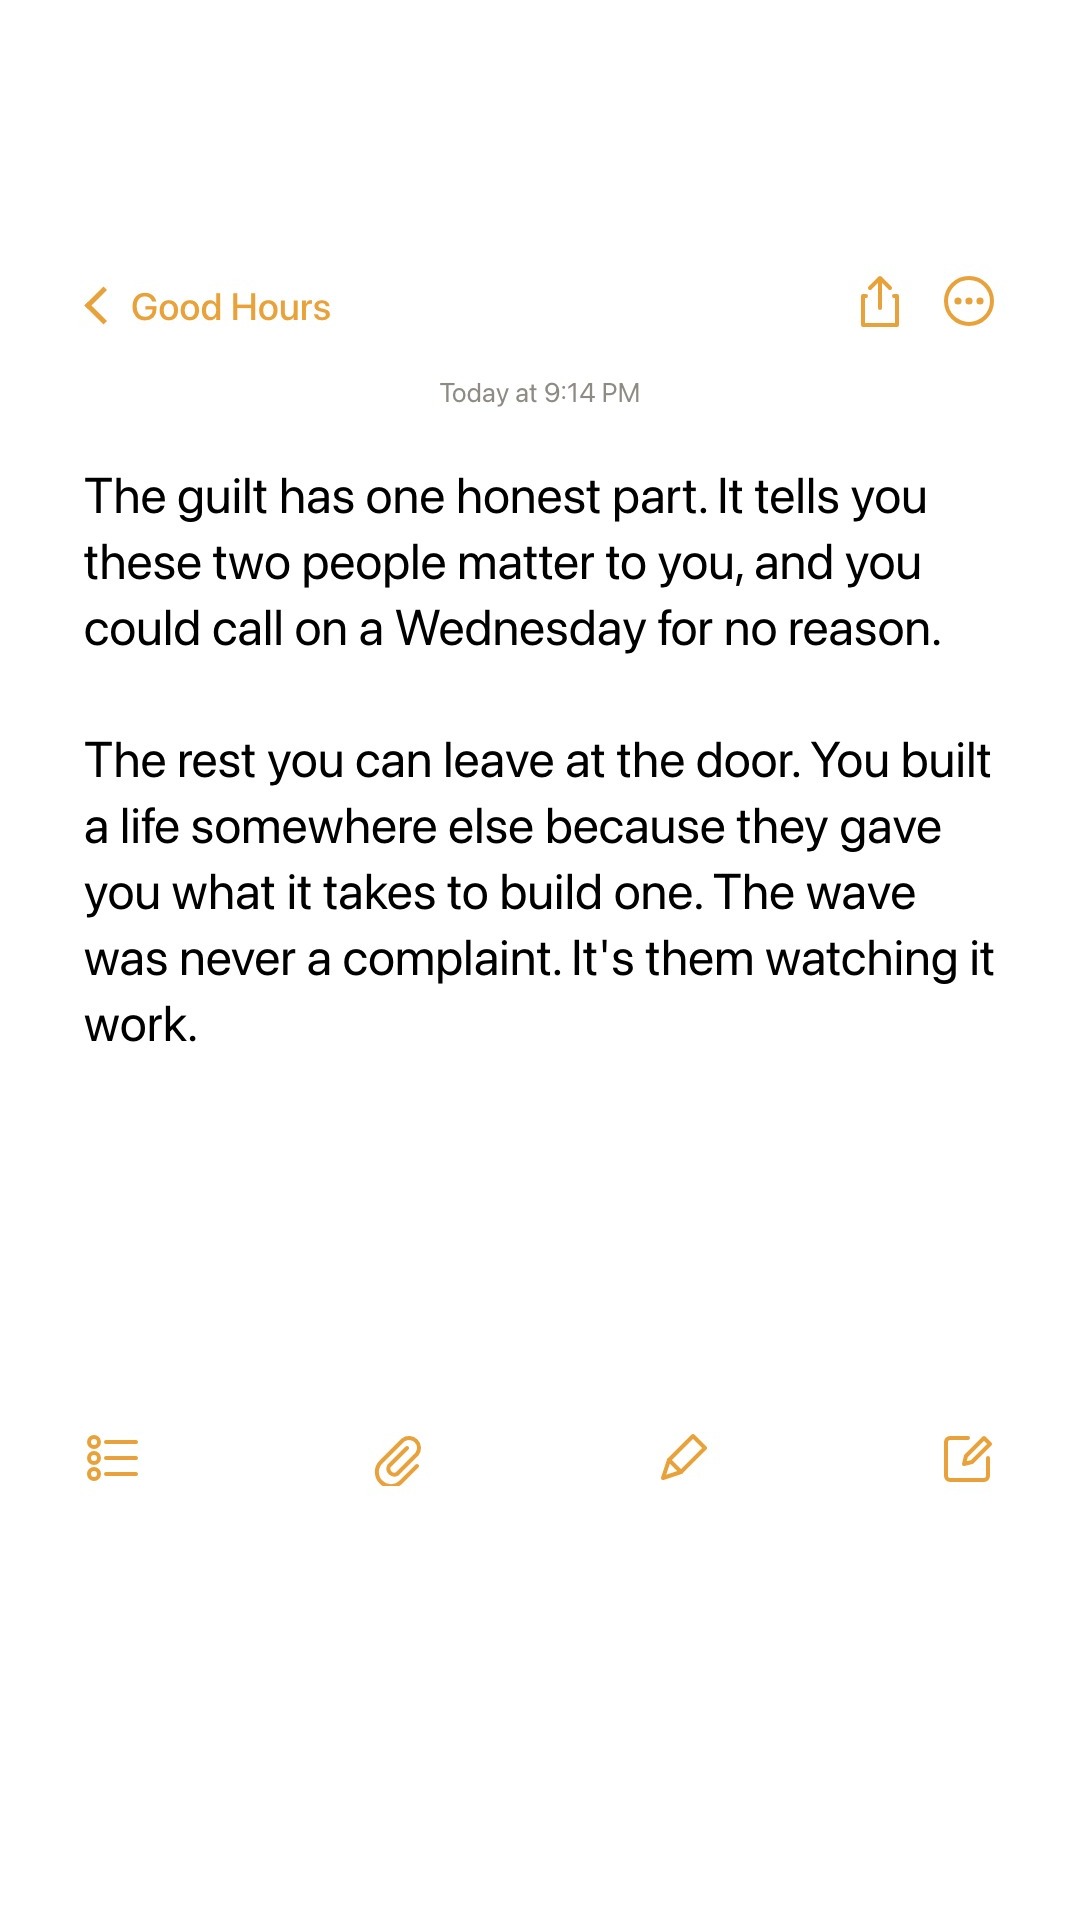 Good Hours
Today at 9:14 PM
The guilt has one honest part. It tells you
these two people matter to you, and you
could call on a Wednesday for no reason.
The rest you can leave at the door. You built
a life somewhere else because they gave
you what it takes to build one. The wave
was never a complaint. It's them watching it
work.